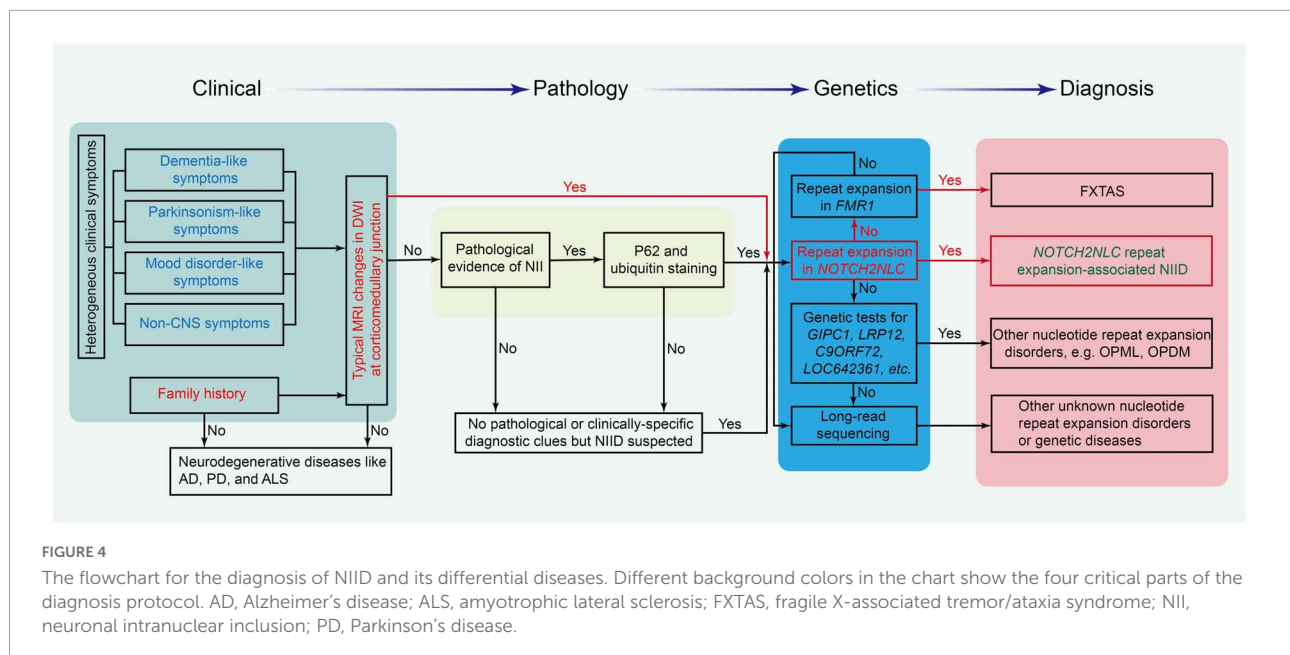 Clinical
Pathology
Genetics
Diagnosis
Heterogeneous clinical symptoms
Dementia-like
symptoms
Parkinsonism-like
symptoms
Mood disorder-like
symptoms
Non-CNS symptoms
Family history
Typical MRI changes in DWI
at corticomedullary junction
No
No
Neurodegenerative diseases like
AD, PD, and ALS
Yes
No
Pathological
evidence of NII
Yes
P62 and
ubiquitin staining
Yes
No
No
No pathological or clinically-specific
diagnostic clues but NIID suspected
Yes
No
Repeat expansion
in FMR1
Yes
FXTAS
No
Repeat expansion
in NOTCH2NLC
Yes
NOTCH2NLC repeat
expansion-associated NIID
No
Genetic tests for
GIPC1, LRP12,
C9ORF72,
LOC642361, etc.
Yes
Other nucleotide repeat expansion
disorders, e.g. OPML, OPDM
No
Long-read
sequencing
Other unknown nucleotide
repeat expansion disorders
or genetic diseases
FIGURE 4
The flowchart for the diagnosis of NIID and its differential diseases. Different background colors in the chart show the four critical parts of the
diagnosis protocol. AD, Alzheimer's disease; ALS, amyotrophic lateral sclerosis; FXTAS, fragile X-associated tremor/ataxia syndrome; NII,
neuronal intranuclear inclusion; PD, Parkinson's disease.